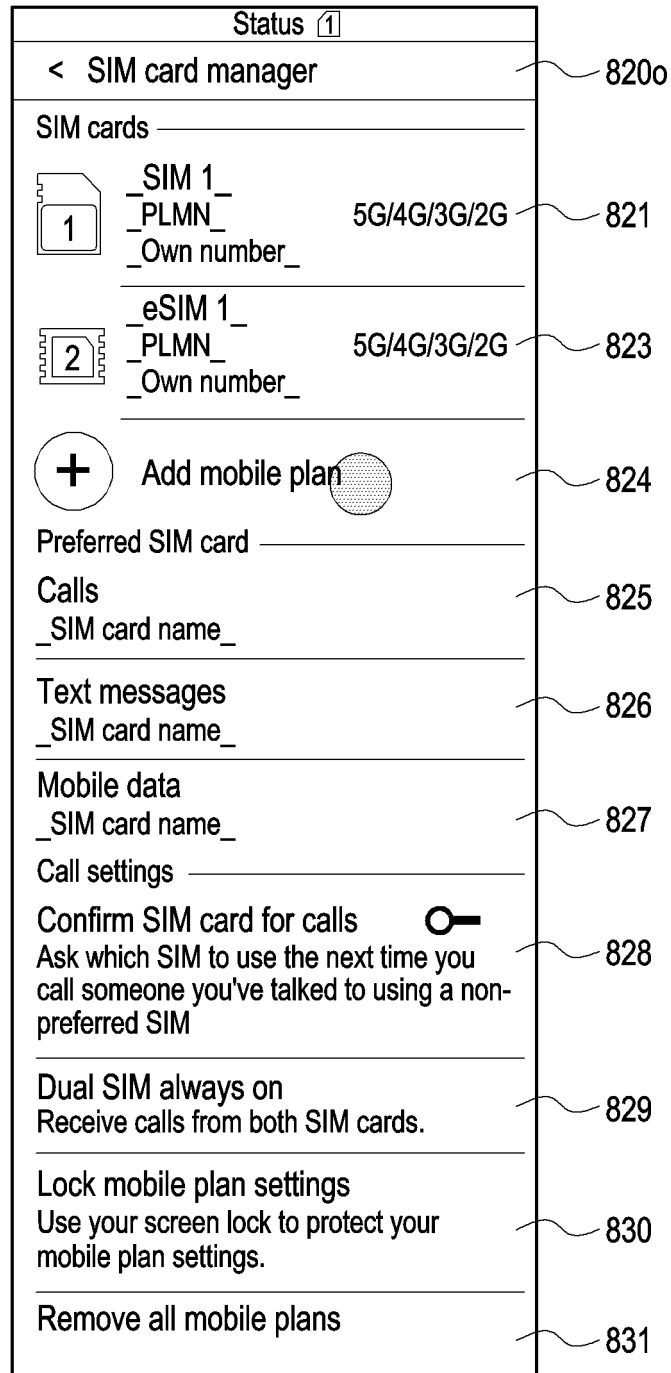 Status 1
< SIM card manager
820o
SIM cards
1
_SIM 1_
_PLMN_ 5G/4G/3G/2G
_Own number_
821
2
_eSIM 1_
_PLMN_ 5G/4G/3G/2G
_Own number_
823
+ Add mobile plan
824
Preferred SIM card
Calls
_SIM card name_
825
Text messages
_SIM card name_
826
Mobile data
_SIM card name_
827
Call settings
Confirm SIM card for calls
Ask which SIM to use the next time you
call someone you've talked to using a non-
preferred SIM
828
Dual SIM always on
Receive calls from both SIM cards.
829
Lock mobile plan settings
Use your screen lock to protect your
mobile plan settings.
830
Remove all mobile plans
831